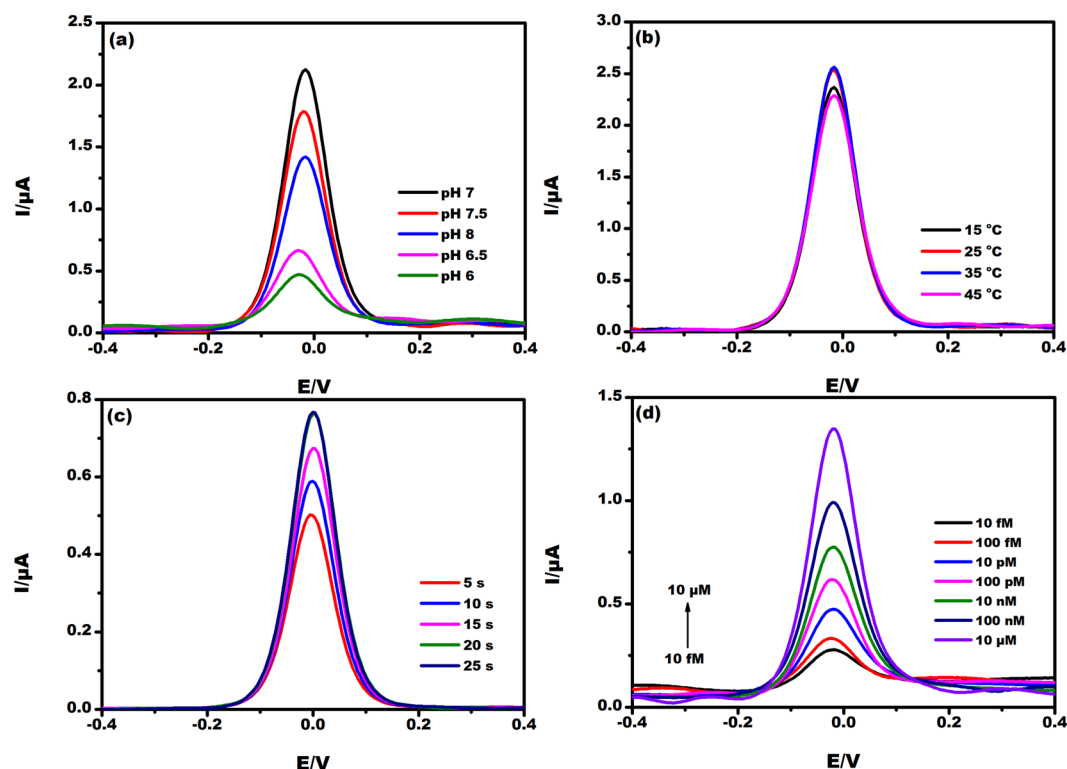 (a)
2.5
2.0
1.5
1.0
0.5
0.0
I/µA
pH 7
pH 7.5
pH 8
pH 6.5
pH 6
-0.4
-0.2
0.0
0.2
0.4
E/V
(b)
3.0
2.5
2.0
1.5
1.0
0.5
0.0
I/µA
15 °C
25 °C
35 °C
45 °C
-0.4
-0.2
0.0
0.2
0.4
E/V
(c)
0.8
0.6
0.4
0.2
0.0
I/µA
5 s
10 s
15 s
20 s
25 s
-0.4
-0.2
0.0
0.2
0.4
E/V
(d)
1.5
1.0
0.5
0.0
I/µA
10 µM
10 fM
10 fM
100 fM
10 pM
100 pM
10 nM
100 nM
10 µM
-0.4
-0.2
0.0
0.2
0.4
E/V